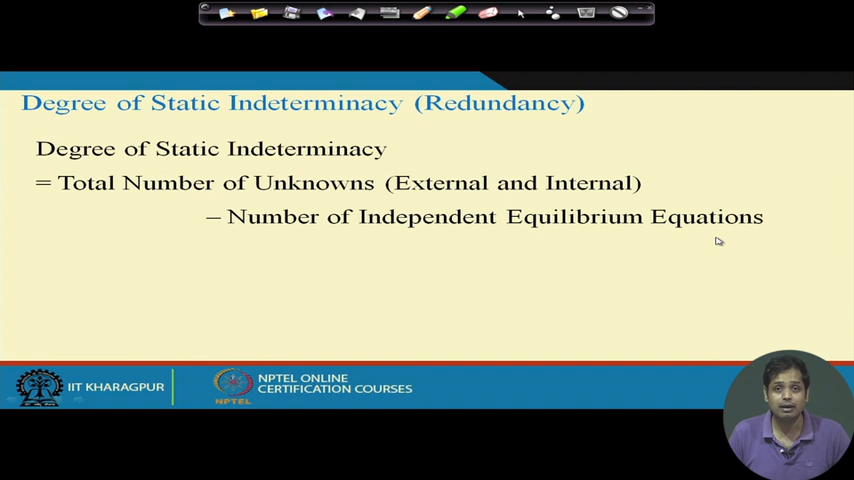 Degree of Static Indeterminacy (Redundancy)
Degree of Static Indeterminacy
= Total Number of Unknowns (External and Internal)
– Number of Independent Equilibrium Equations
IIT KHARAGPUR
NPTEL
NPTEL ONLINE
CERTIFICATION COURSES